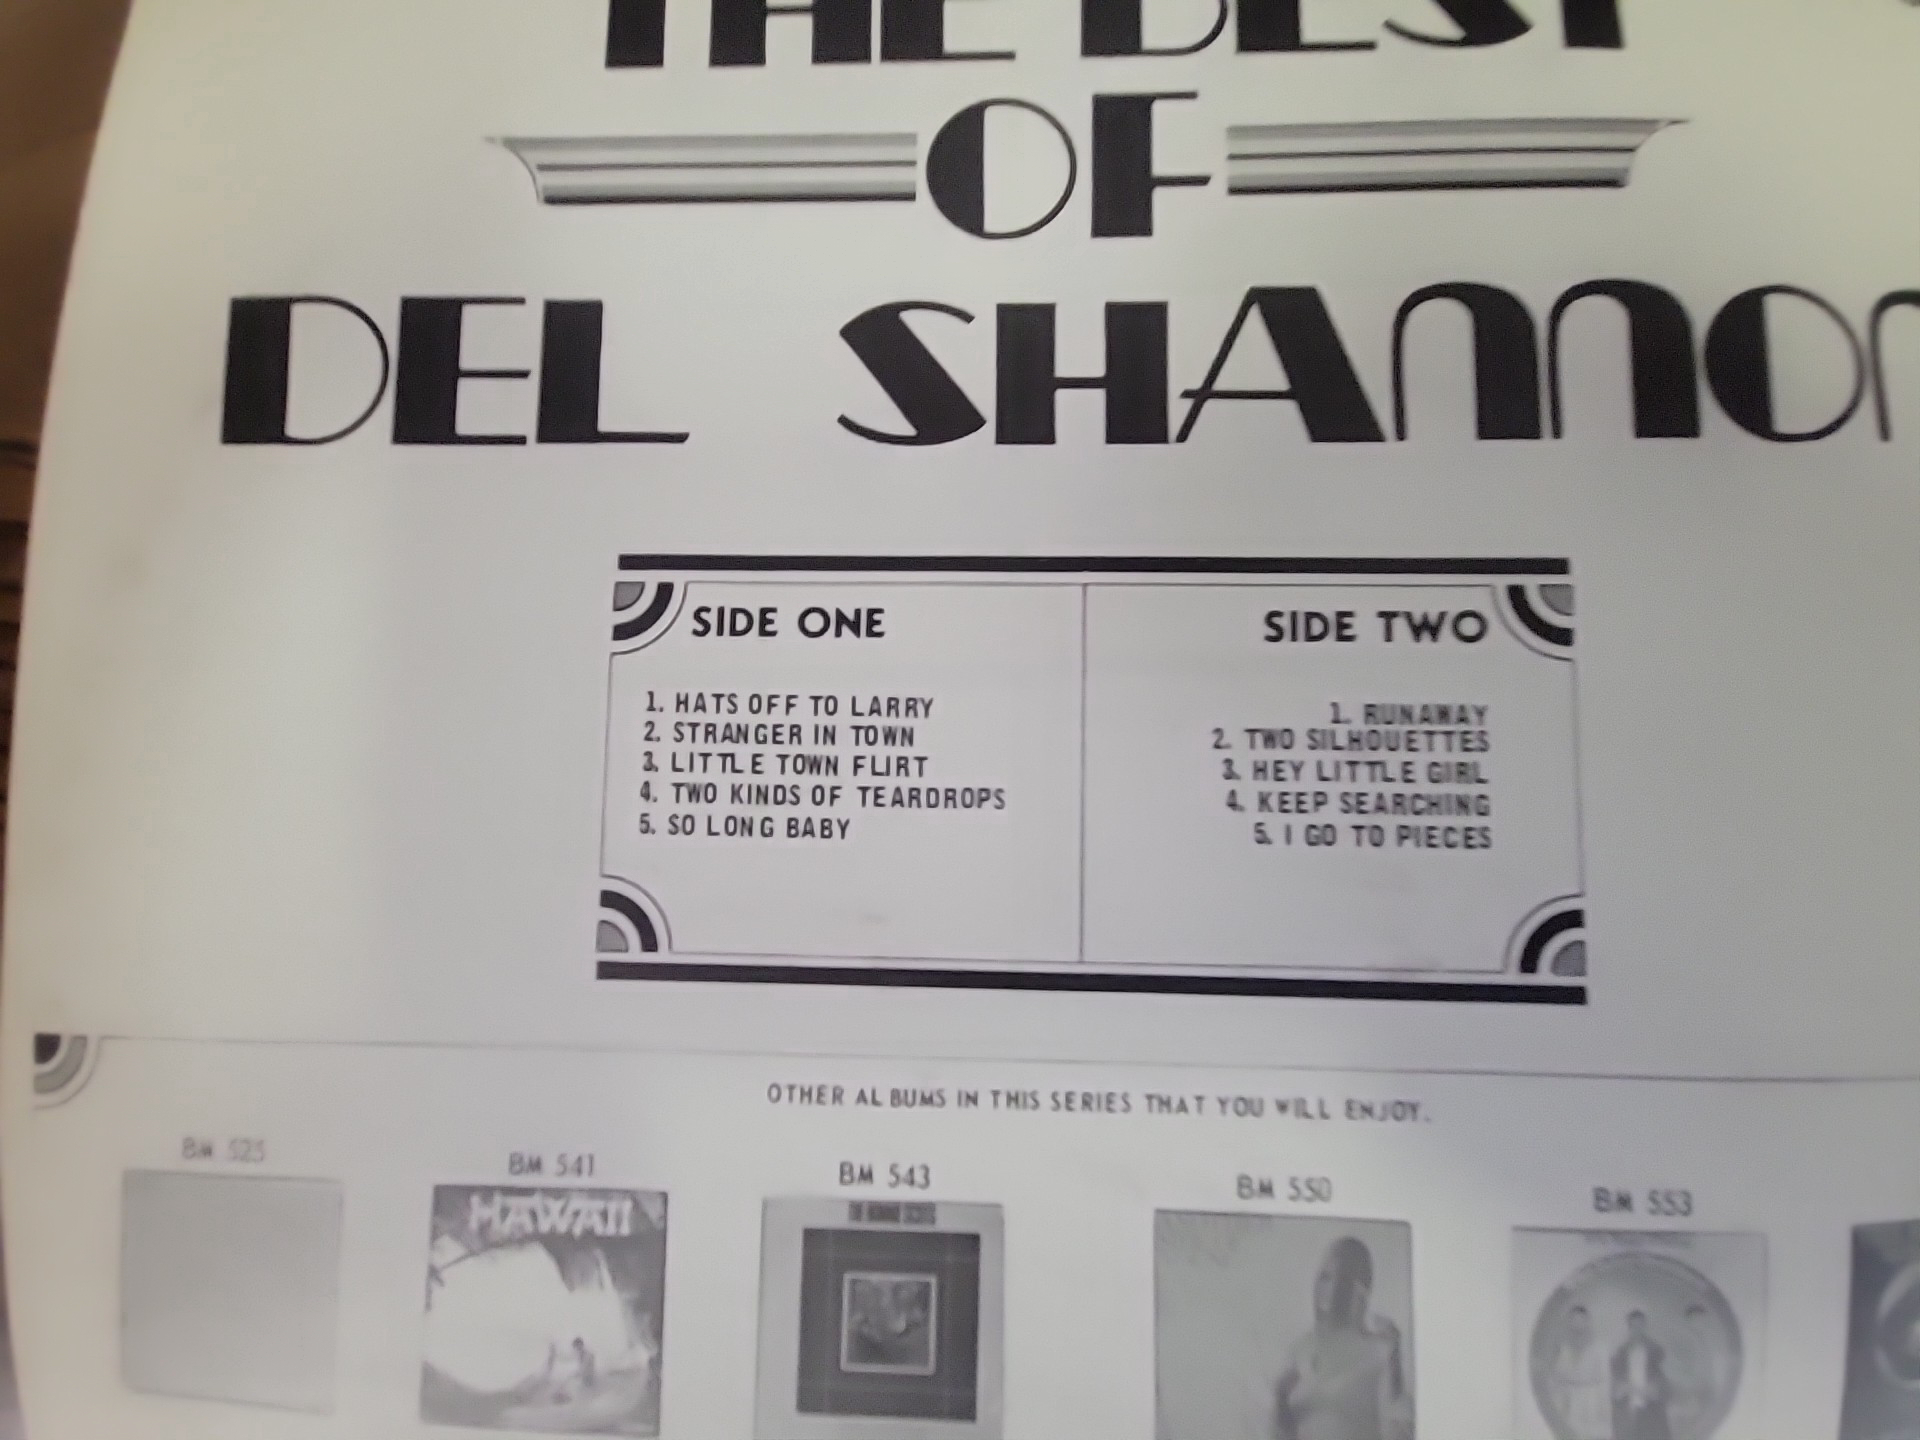 THE BEST
OF
DEL SHANNON
SIDE ONE
1. HATS OFF TO LARRY
2. STRANGER IN TOWN
3. LITTLE TOWN FLIRT
4. TWO KINDS OF TEARDROPS
5. SO LONG BABY
SIDE TWO
1. RUNAWAY
2. TWO SILHOUETTES
3. HEY LITTLE GIRL
4. KEEP SEARCHING
5. I GO TO PIECES
OTHER ALBUMS IN THIS SERIES THAT YOU WILL ENJOY.
BM 525
BM 541
BM 543
BM 550
BM 553
HAWAII